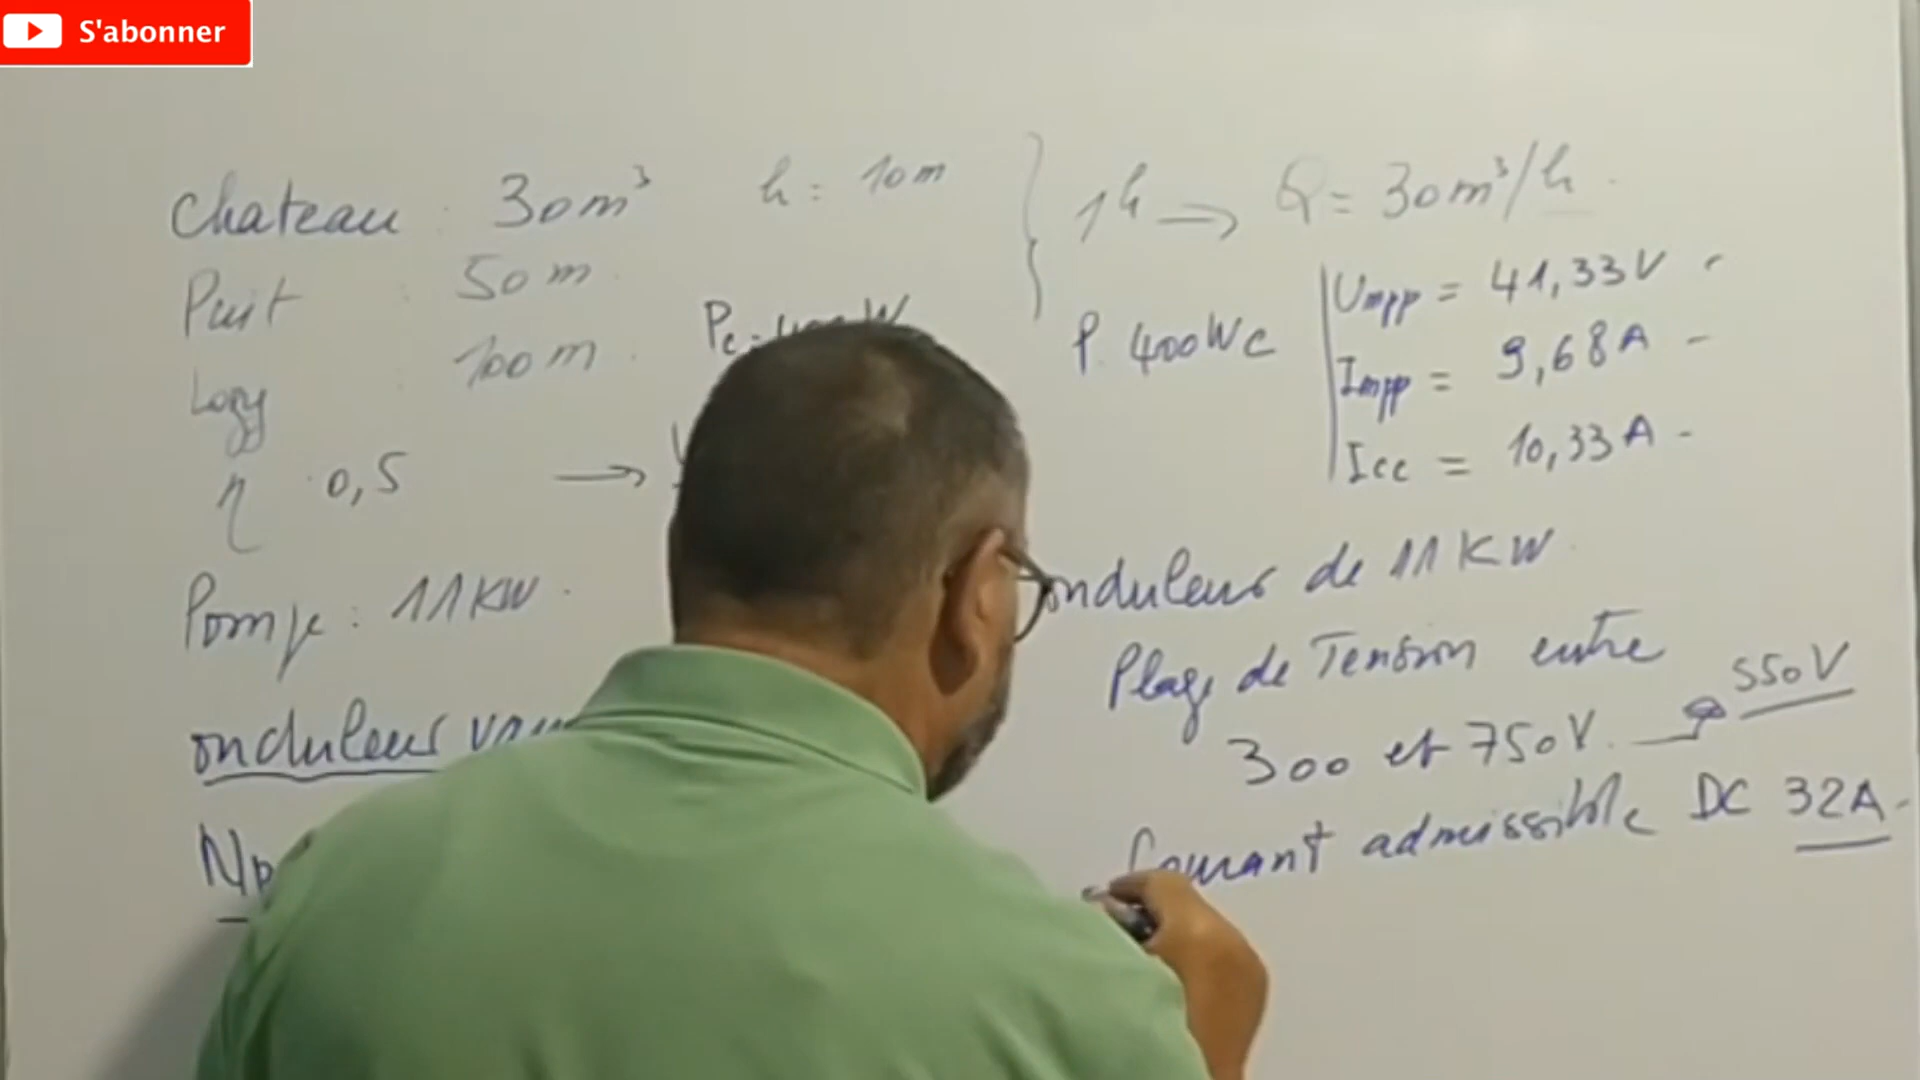 S'abonner
Chateau : 30m³ h = 10m 1h → Q = 30m³/h
Puit : 50m
: 100m
η 0,5 →
Pompe : 11KW
onduleur
Np
P 400Wc
Umpp = 41,33V
Impp = 9,68A
Icc = 10,33A
onduleur de 11KW
Plage de Tension entre
300 et 750V. → 550V
Courant admissible DC 32A